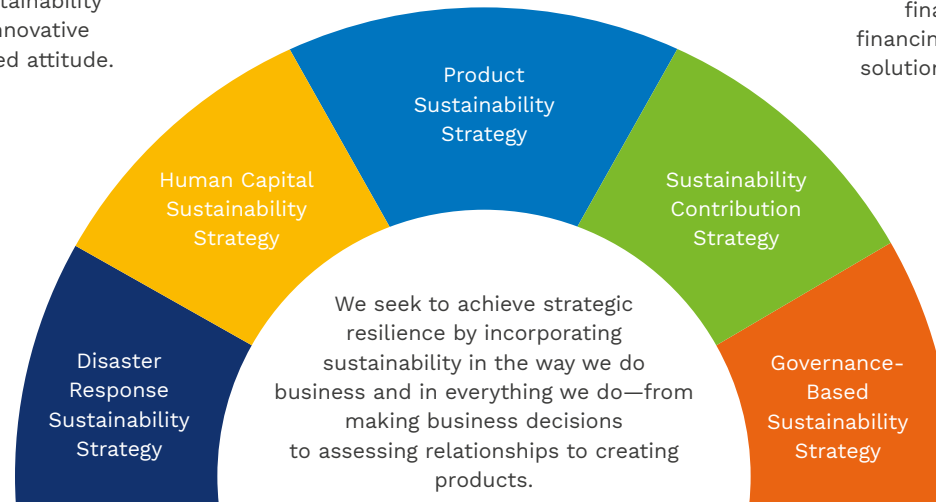 nnovative
ed attitude.
financin
solution
Product
Sustainability
Strategy
Human Capital
Sustainability
Strategy
Sustainability
Contribution
Strategy
Disaster
Response
Sustainability
Strategy
We seek to achieve strategic
resilience by incorporating
sustainability in the way we do
business and in everything we do—from
making business decisions
to assessing relationships to creating
products.
Governance-
Based
Sustainability
Strategy